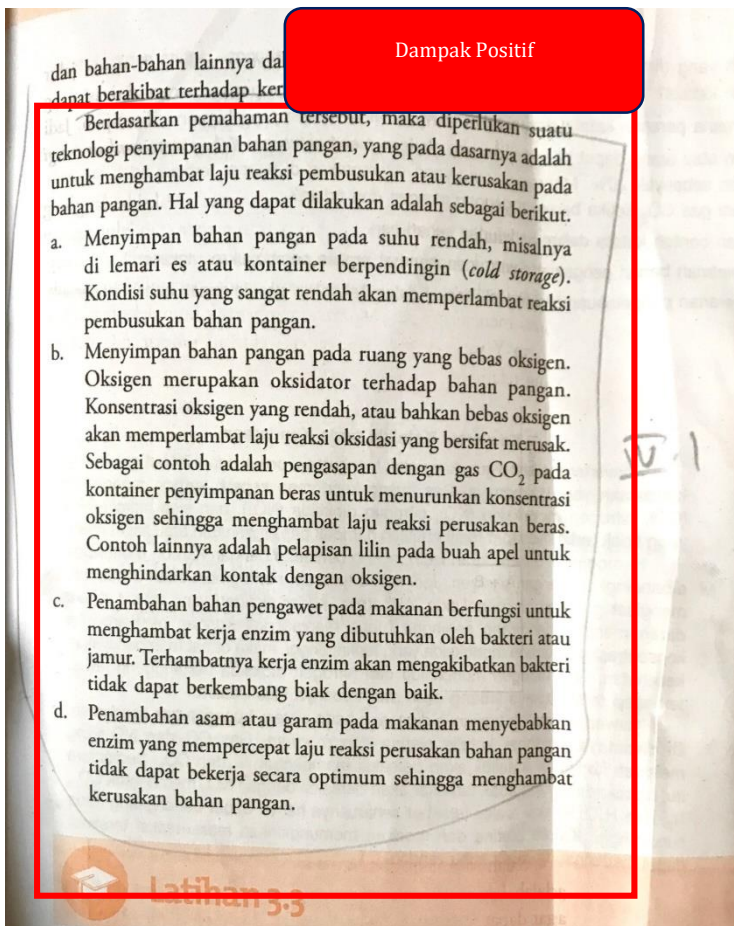 Dampak Positif
dan bahan-bahan lainnya
dapat berakibat terhadap
Berdasarkan pemahaman tersebut, maka diperlukan suatu
teknologi penyimpanan bahan pangan, yang pada dasarnya adalah
untuk menghambat laju reaksi pembusukan atau kerusakan pada
bahan pangan. Hal yang dapat dilakukan adalah sebagai berikut.
a. Menyimpan bahan pangan pada suhu rendah, misalnya
di lemari es atau kontainer berpendingin (cold storage).
Kondisi suhu yang sangat rendah akan memperlambat reaksi
pembusukan bahan pangan.
b. Menyimpan bahan pangan pada ruang yang bebas oksigen.
Oksigen merupakan oksidator terhadap bahan pangan.
Konsentrasi oksigen yang rendah, atau bahkan bebas oksigen
akan memperlambat laju reaksi oksidasi yang bersifat merusak.
Sebagai contoh adalah pengasapan dengan gas CO₂ pada
kontainer penyimpanan beras untuk menurunkan konsentrasi
oksigen sehingga menghambat laju reaksi perusakan beras.
Contoh lainnya adalah pelapisan lilin pada buah apel untuk
menghindarkan kontak dengan oksigen.
IV. 1
c. Penambahan bahan pengawet pada makanan berfungsi untuk
menghambat kerja enzim yang dibutuhkan oleh bakteri atau
jamur. Terhambatnya kerja enzim akan mengakibatkan bakteri
tidak dapat berkembang biak dengan baik.
d. Penambahan asam atau garam pada makanan menyebabkan
enzim yang mempercepat laju reaksi perusakan bahan pangan
tidak dapat bekerja secara optimum sehingga menghambat
kerusakan bahan pangan.
Latihan 3.3